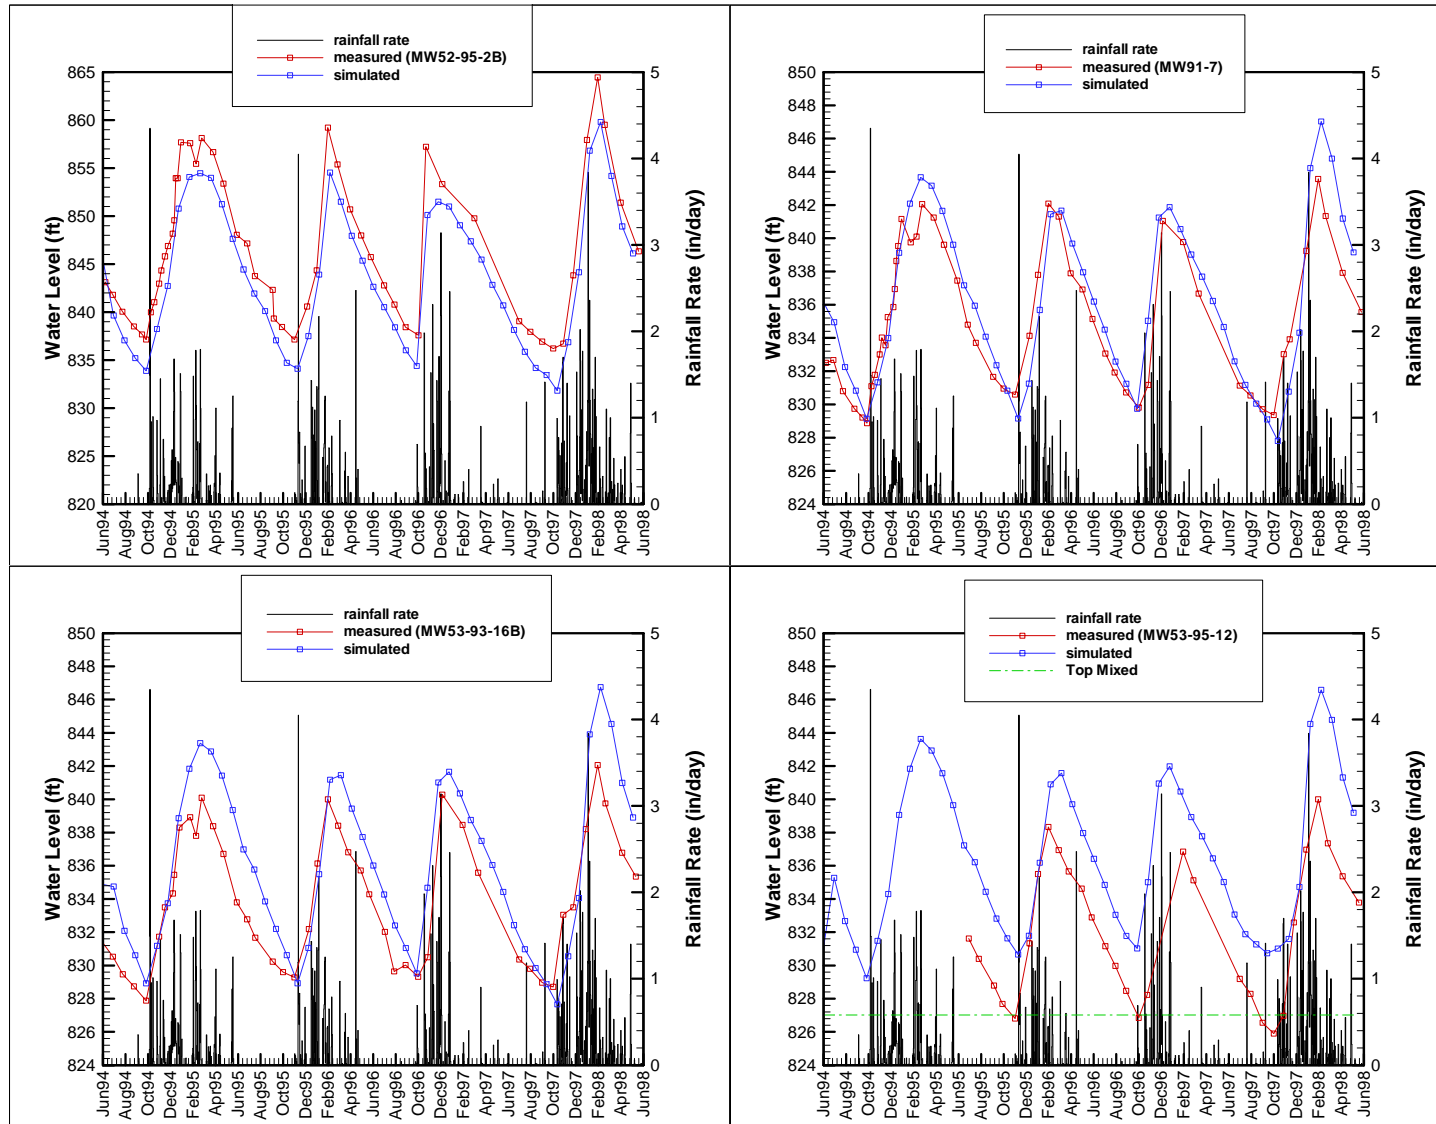 rainfall rate
measured (MW52-95-2B)
simulated
865
860
855
850
845
840
835
830
825
820
Water Level (ft)
5
4
3
2
1
0
Rainfall Rate (in/day)
Jun94
Aug94
Oct94
Dec94
Feb95
Apr95
Jun95
Aug95
Oct95
Dec95
Feb96
Apr96
Jun96
Aug96
Oct96
Dec96
Feb97
Apr97
Jun97
Aug97
Oct97
Dec97
Feb98
Apr98
Jun98
rainfall rate
measured (MW91-7)
simulated
850
848
846
844
842
840
838
836
834
832
830
828
826
824
Water Level (ft)
5
4
3
2
1
0
Rainfall Rate (in/day)
Jun94
Aug94
Oct94
Dec94
Feb95
Apr95
Jun95
Aug95
Oct95
Dec95
Feb96
Apr96
Jun96
Aug96
Oct96
Dec96
Feb97
Apr97
Jun97
Aug97
Oct97
Dec97
Feb98
Apr98
Jun98
rainfall rate
measured (MW53-93-16B)
simulated
850
848
846
844
842
840
838
836
834
832
830
828
826
824
Water Level (ft)
5
4
3
2
1
0
Rainfall Rate (in/day)
Jun94
Aug94
Oct94
Dec94
Feb95
Apr95
Jun95
Aug95
Oct95
Dec95
Feb96
Apr96
Jun96
Aug96
Oct96
Dec96
Feb97
Apr97
Jun97
Aug97
Oct97
Dec97
Feb98
Apr98
Jun98
rainfall rate
measured (MW53-95-12)
simulated
Top Mixed
850
848
846
844
842
840
838
836
834
832
830
828
826
824
Water Level (ft)
5
4
3
2
1
0
Rainfall Rate (in/day)
Jun94
Aug94
Oct94
Dec94
Feb95
Apr95
Jun95
Aug95
Oct95
Dec95
Feb96
Apr96
Jun96
Aug96
Oct96
Dec96
Feb97
Apr97
Jun97
Aug97
Oct97
Dec97
Feb98
Apr98
Jun98